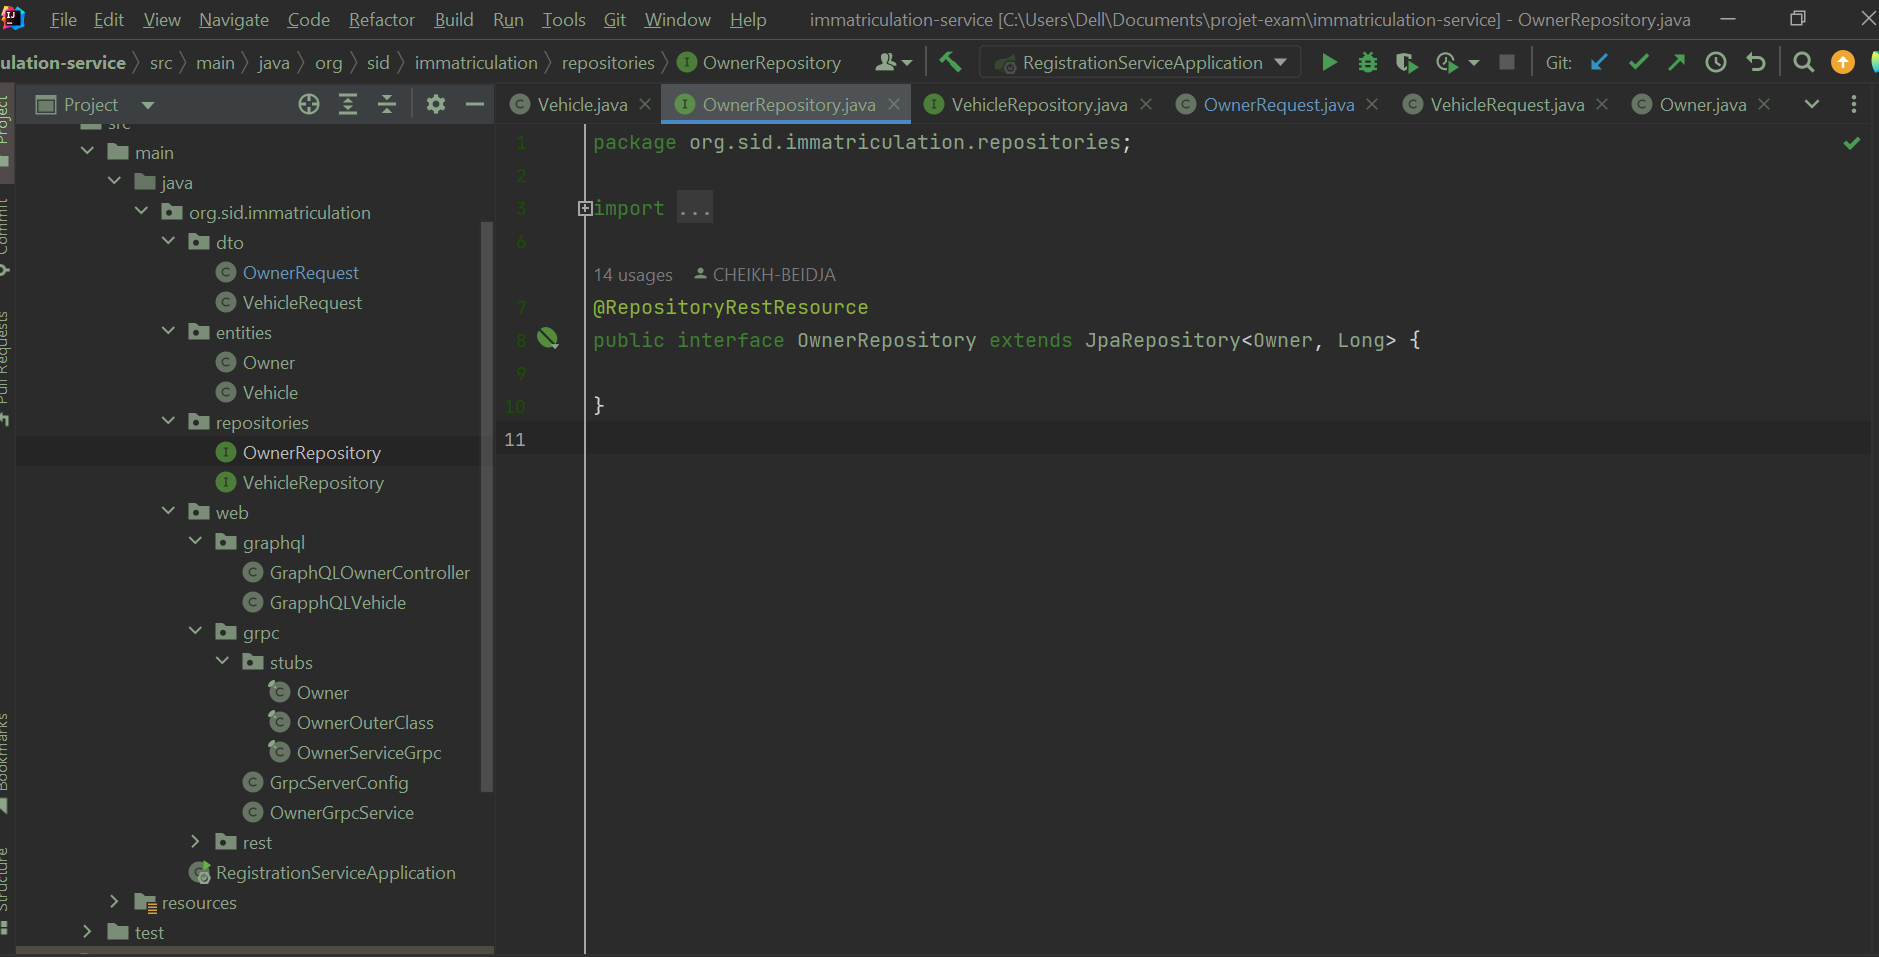 File Edit View Navigate Code Refactor Build Run Tools Git Window Help immatriculation-service [C:\Users\Dell\Documents\projet-exam\immatriculation-service] - OwnerRepository.java
ulation-service src main java org sid immatriculation repositories OwnerRepository RegistrationServiceApplication Git:
Project
Vehicle.java OwnerRepository.java VehicleRepository.java OwnerRequest.java VehicleRequest.java Owner.java
Project
Commit
Pull Requests
Bookmarks
Structure
src
main
java
org.sid.immatriculation
dto
OwnerRequest
VehicleRequest
entities
Owner
Vehicle
repositories
OwnerRepository
VehicleRepository
web
graphql
GraphQLOwnerController
GrapphQLVehicle
grpc
stubs
Owner
OwnerOuterClass
OwnerServiceGrpc
GrpcServerConfig
OwnerGrpcService
rest
RegistrationServiceApplication
resources
test
1 package org.sid.immatriculation.repositories;
2
3 import ...
6
14 usages CHEIKH-BEIDJA
7 @RepositoryRestResource
8 public interface OwnerRepository extends JpaRepository<Owner, Long> {
9
10 }
11